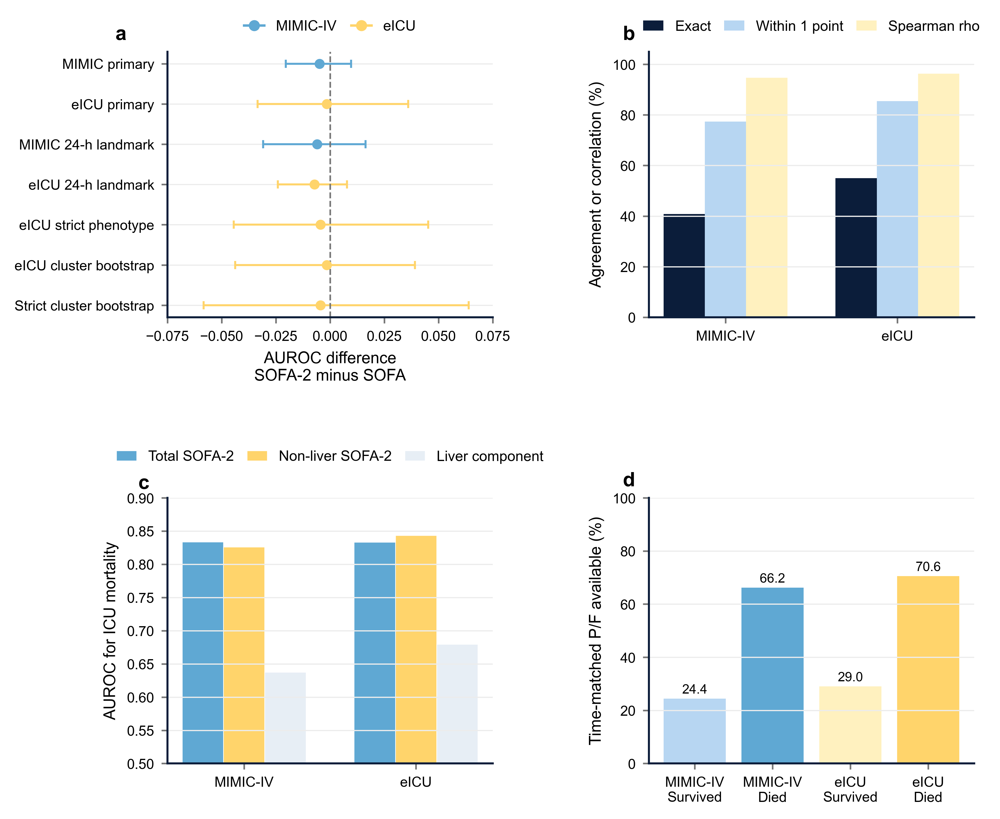 a
MIMIC-IV eICU
MIMIC primary
eICU primary
MIMIC 24-h landmark
eICU 24-h landmark
eICU strict phenotype
eICU cluster bootstrap
Strict cluster bootstrap
−0.075 −0.050 −0.025 0.000 0.025 0.050 0.075
AUROC difference
SOFA-2 minus SOFA
b
Exact Within 1 point Spearman rho
Agreement or correlation (%)
100
80
60
40
20
0
MIMIC-IV eICU
Total SOFA-2 Non-liver SOFA-2 Liver component
c
AUROC for ICU mortality
0.90
0.85
0.80
0.75
0.70
0.65
0.60
0.55
0.50
MIMIC-IV eICU
d
Time-matched P/F available (%)
100
80
60
40
20
0
24.4
66.2
29.0
70.6
MIMIC-IV Survived
MIMIC-IV Died
eICU Survived
eICU Died